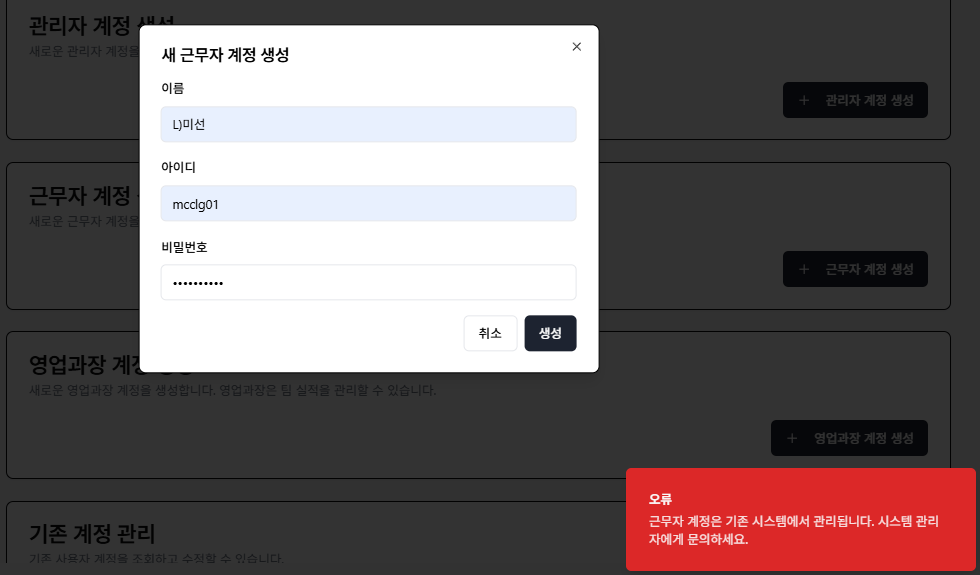 관리자 계정 생성
새로운 관리자 계정을
+ 관리자 계정 생성
새 근무자 계정 생성
이름
L)미선
아이디
mcclg01
비밀번호
••••••••••
취소
생성
근무자 계정
새로운 근무자 계정을
+ 근무자 계정 생성
영업과장 계정 생성
새로운 영업과장 계정을 생성합니다. 영업과장은 팀 실적을 관리할 수 있습니다.
+ 영업과장 계정 생성
기존 계정 관리
기존 사용자 계정을 조회하고 수정할 수 있습니다.
오류
근무자 계정은 기존 시스템에서 관리됩니다. 시스템 관리
자에게 문의하세요.